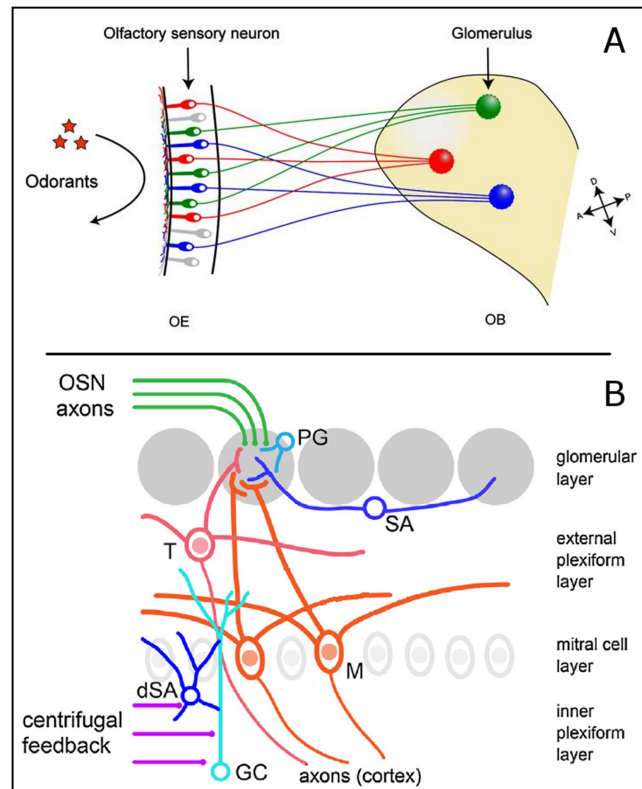 A
Olfactory sensory neuron
Glomerulus
Odorants
D
A
P
V
OE
OB
B
OSN
axons
PG
glomerular
layer
SA
T
external
plexiform
layer
M
mitral cell
layer
dSA
centrifugal
feedback
GC
inner
plexiform
layer
axons (cortex)